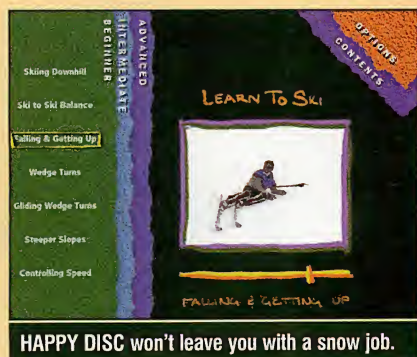 Skiing Downhill
Ski to Ski Balance
Falling & Getting Up
Wedge Turns
Gliding Wedge Turns
Steeper Slopes
Controlling Speed
BEGINNER
INTERMEDIATE
ADVANCED
LEARN TO SKI
FALLING & GETTING UP
OPTIONS
CONTENTS
HAPPY DISC won't leave you with a snow job.